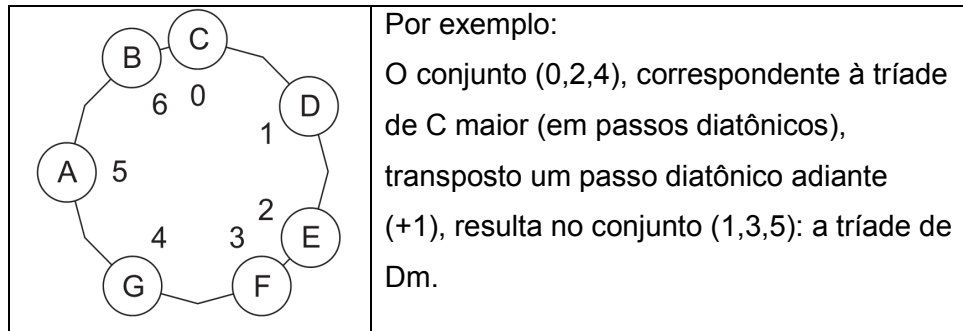 C
B
6 0
D
1
A 5
2
4 3
E
G F
Por exemplo:
O conjunto (0,2,4), correspondente à tríade
de C maior (em passos diatônicos),
transposto um passo diatônico adiante
(+1), resulta no conjunto (1,3,5): a tríade de
Dm.